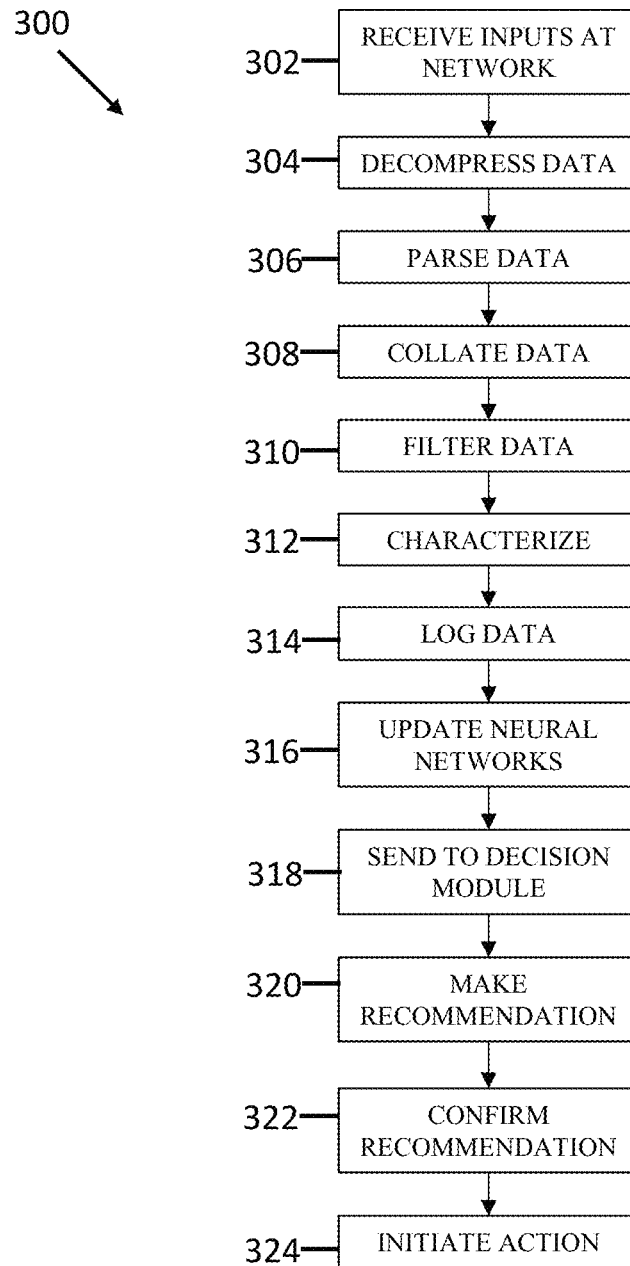 300
302
RECEIVE INPUTS AT
NETWORK
304
DECOMPRESS DATA
306
PARSE DATA
308
COLLATE DATA
310
FILTER DATA
312
CHARACTERIZE
314
LOG DATA
316
UPDATE NEURAL
NETWORKS
318
SEND TO DECISION
MODULE
320
MAKE
RECOMMENDATION
322
CONFIRM
RECOMMENDATION
324
INITIATE ACTION